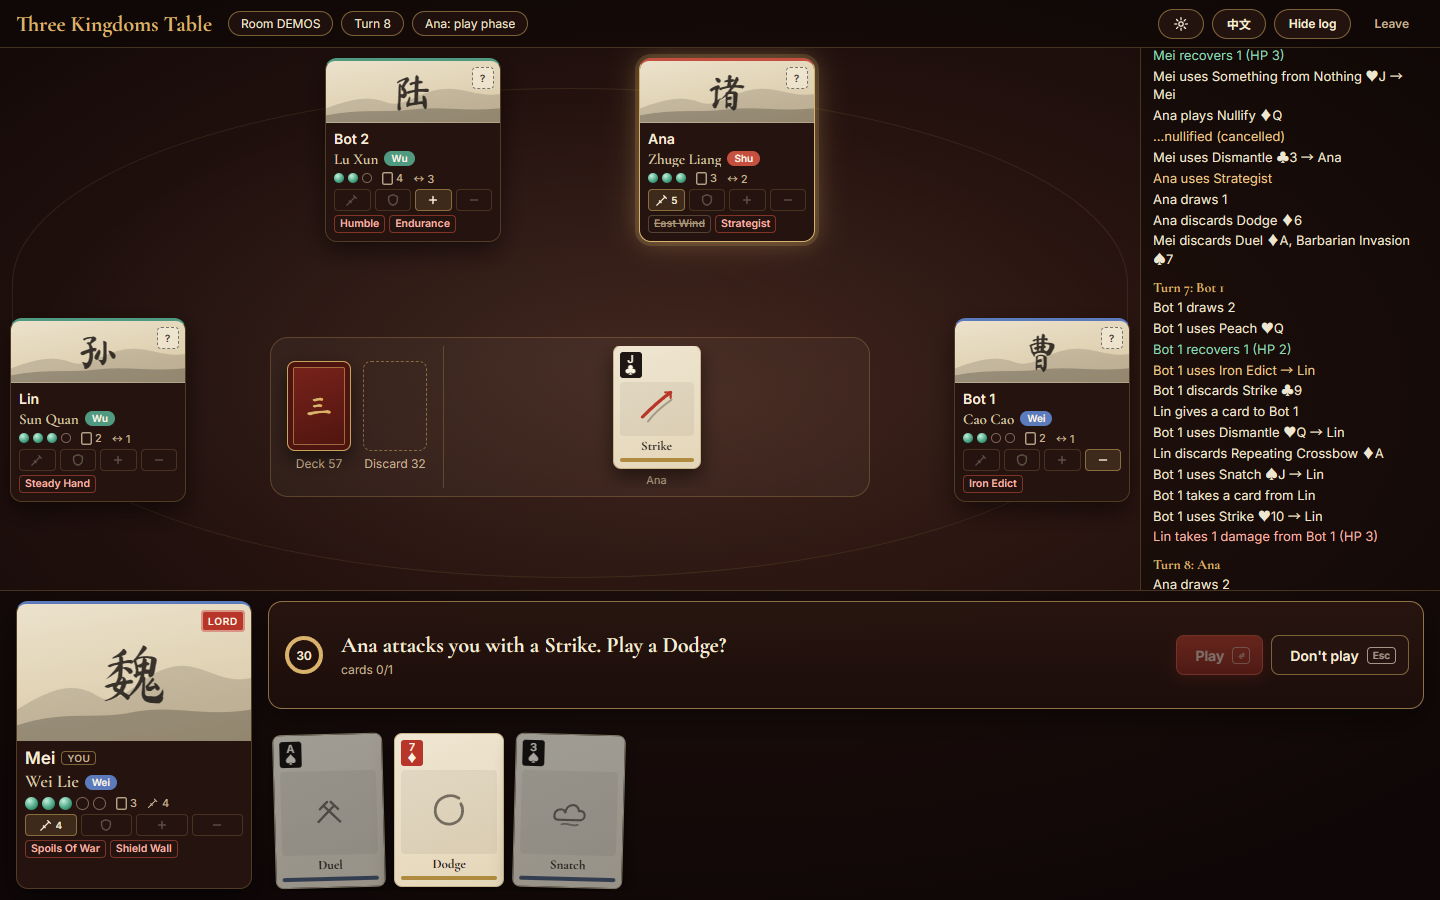 Three Kingdoms Table
Room DEMOS
Turn 8
Ana: play phase
中文
Hide log
Leave
陆
?
Bot 2
Lu Xun Wu
4 ↔ 3
+ −
Humble Endurance
诸
?
Ana
Zhuge Liang Shu
3 ↔ 2
5 + −
East Wind Strategist
孙
?
Lin
Sun Quan Wu
2 ↔ 1
+ −
Steady Hand
三
Deck 57
Discard 32
J
♣
Strike
Ana
曹
?
Bot 1
Cao Cao Wei
2 ↔ 1
+ −
Iron Edict
Mei recovers 1 (HP 3)
Mei uses Something from Nothing ♥J →
Mei
Ana plays Nullify ♦Q
...nullified (cancelled)
Mei uses Dismantle ♣3 → Ana
Ana uses Strategist
Ana draws 1
Ana discards Dodge ♦6
Mei discards Duel ♦A, Barbarian Invasion
♠7
Turn 7: Bot 1
Bot 1 draws 2
Bot 1 uses Peach ♥Q
Bot 1 recovers 1 (HP 2)
Bot 1 uses Iron Edict → Lin
Bot 1 discards Strike ♣9
Lin gives a card to Bot 1
Bot 1 uses Dismantle ♥Q → Lin
Lin discards Repeating Crossbow ♦A
Bot 1 uses Snatch ♠J → Lin
Bot 1 takes a card from Lin
Bot 1 uses Strike ♥10 → Lin
Lin takes 1 damage from Bot 1 (HP 3)
Turn 8: Ana
Ana draws 2
LORD
魏
Mei YOU
Wei Lie Wei
3 4
4 + −
Spoils Of War Shield Wall
30
Ana attacks you with a Strike. Play a Dodge?
cards 0/1
Play ⏎
Don't play Esc
A
♠
Duel
7
♦
Dodge
3
♠
Snatch